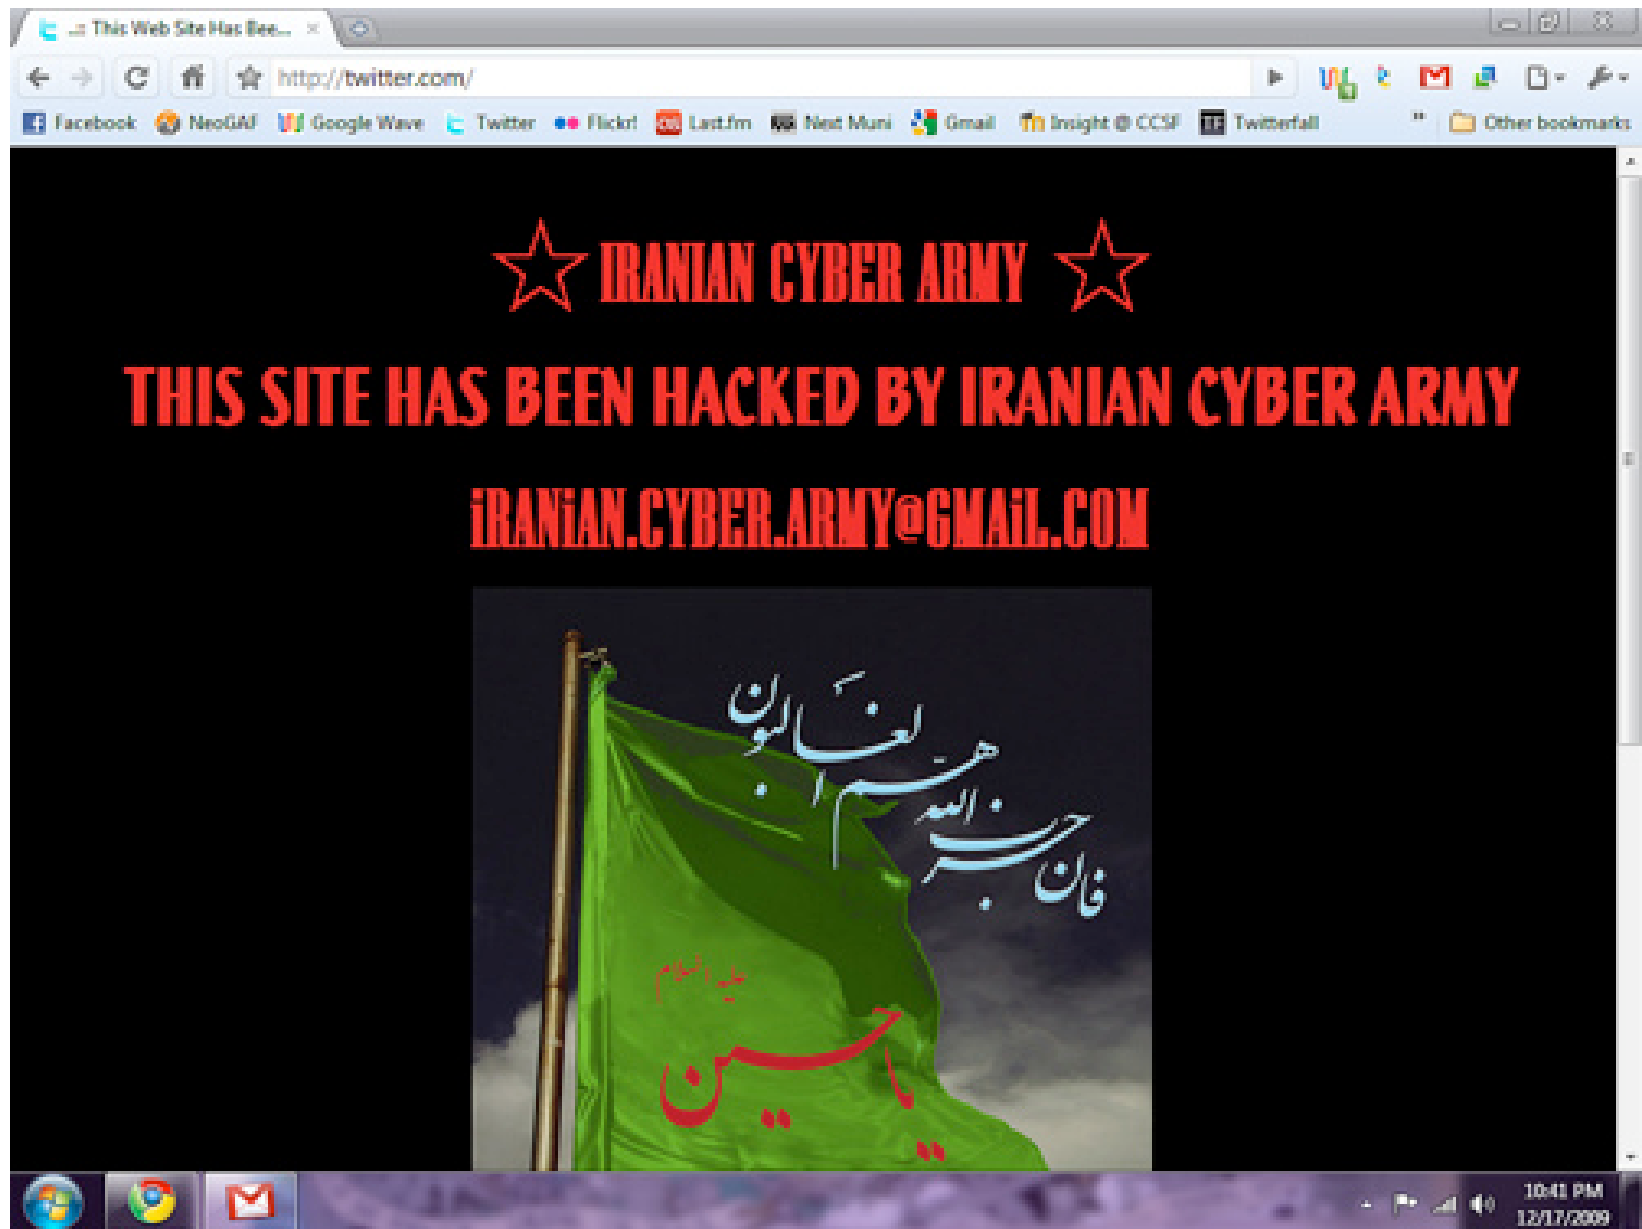 ..:: This Web Site Has Bee...
http://twitter.com/
Facebook NeoGAF Google Wave Twitter Flickr! Last.fm Next Muni Gmail Insight @ CCSF Twitterfall Other bookmarks
IRANIAN CYBER ARMY
THIS SITE HAS BEEN HACKED BY IRANIAN CYBER ARMY
iRANiAN.CYBER.ARMY@GMAiL.COM
فان حزب الله هم الغالبون
علیه السلام
یا حسین
10:41 PM
12/17/2009